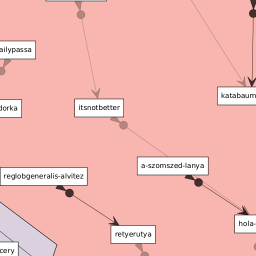 ailypassa
dorka
itsnotbetter
katabaum
a-szomszed-lanya
reglobgeneralis-alvitez
hola-
retyerutya
cery